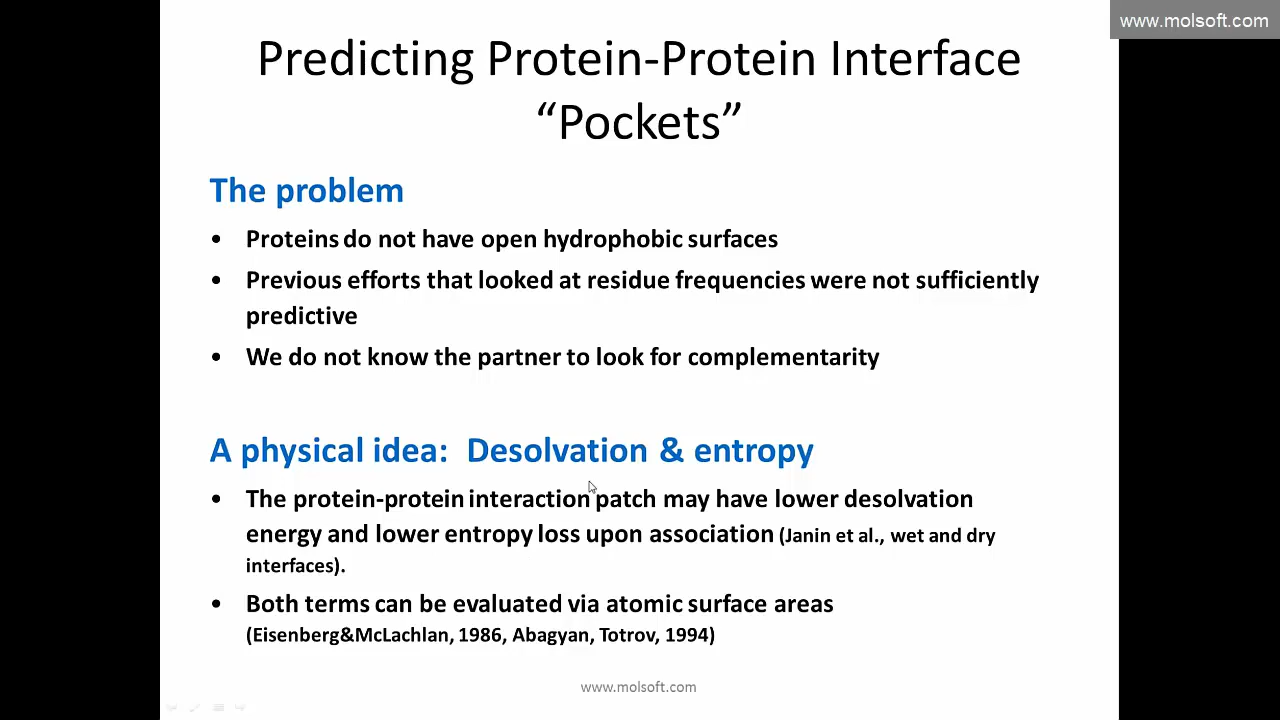 www.molsoft.com
Predicting Protein-Protein Interface
“Pockets”
The problem
• Proteins do not have open hydrophobic surfaces
• Previous efforts that looked at residue frequencies were not sufficiently
predictive
• We do not know the partner to look for complementarity
A physical idea: Desolvation & entropy
• The protein-protein interaction patch may have lower desolvation
energy and lower entropy loss upon association (Janin et al., wet and dry
interfaces).
• Both terms can be evaluated via atomic surface areas
(Eisenberg&McLachlan, 1986, Abagyan, Totrov, 1994)
www.molsoft.com